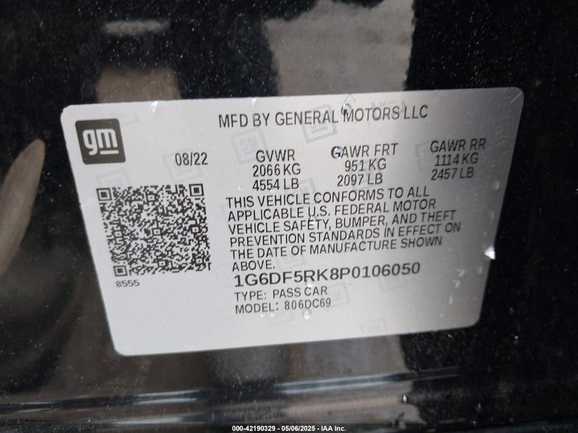 MFD BY GENERAL MOTORS LLC
gm
08/22 GVWR GAWR FRT GAWR RR
2066 KG 951 KG 1114 KG
4554 LB 2097 LB 2457 LB
THIS VEHICLE CONFORMS TO ALL
APPLICABLE U.S. FEDERAL MOTOR
VEHICLE SAFETY, BUMPER, AND THEFT
PREVENTION STANDARDS IN EFFECT ON
THE DATE OF MANUFACTURE SHOWN
ABOVE.
1G6DF5RK8P0106050
8555
TYPE: PASS CAR
MODEL: 806DC69
000-42190329 - 05/06/2025 - IAA Inc.